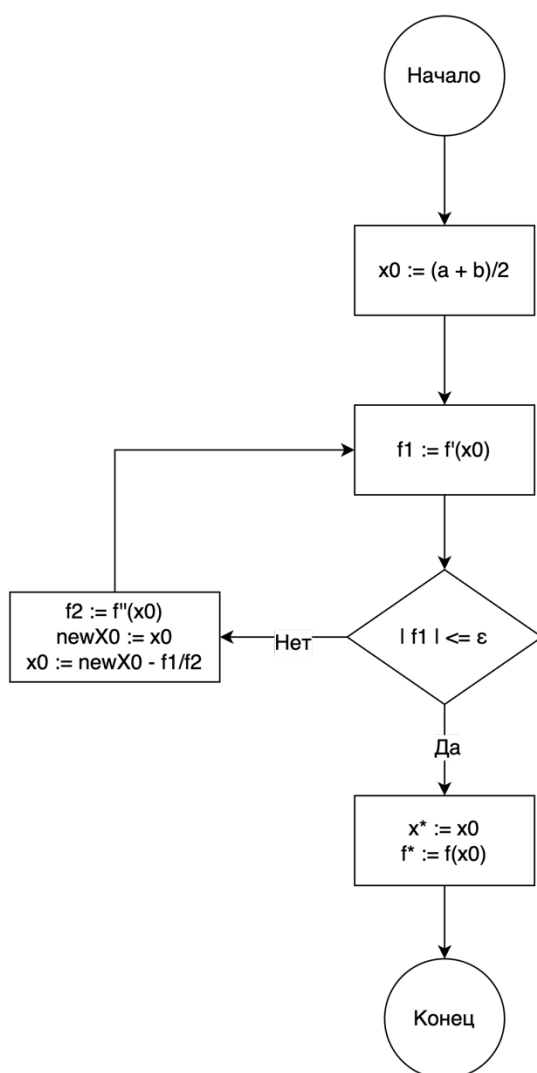 Начало
x0 := (a + b)/2
f1 := f'(x0)
f2 := f''(x0)
newX0 := x0
x0 := newX0 - f1/f2
Нет
| f1 | <= ε
Да
x* := x0
f* := f(x0)
Конец